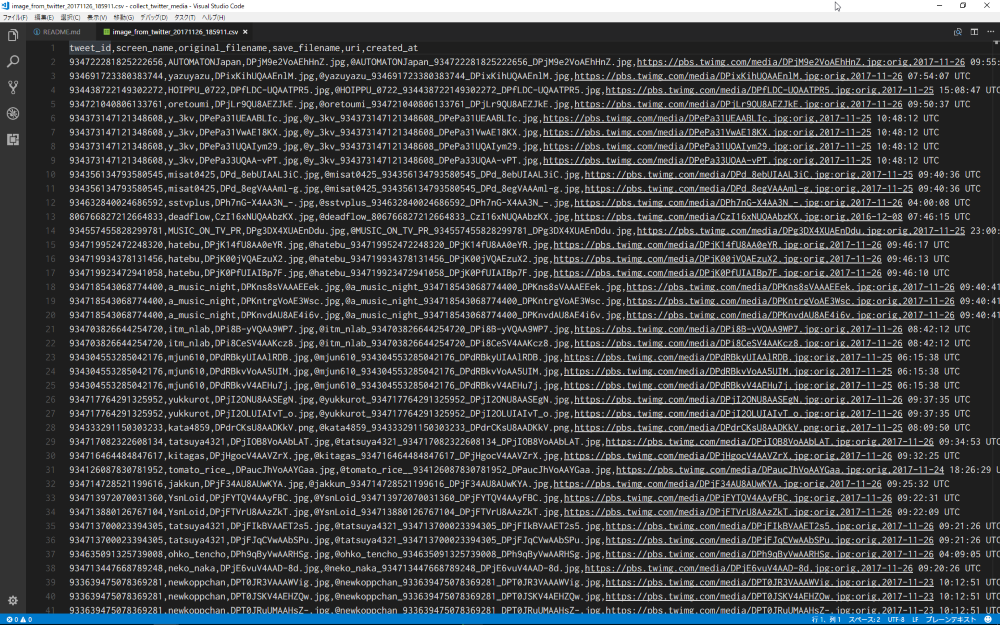 image_from_twitter_20171126_185911.csv - collect_twitter_media - Visual Studio Code
ファイル(F) 編集(E) 選択(C) 表示(V) 移動(G) デバッグ(D) タスク(T) ヘルプ(H)
README.md image_from_twitter_20171126_185911.csv
1 tweet_id,screen_name,original_filename,save_filename,uri,created_at
2 934722281825222656,AUTOMATONJapan,DPjM9e2VoAEhHnZ.jpg,@AUTOMATONJapan_934722281825222656_DPjM9e2VoAEhHnZ.jpg,https://pbs.twimg.com/media/DPjM9e2VoAEhHnZ.jpg:orig,2017-11-26 09:55:
3 934691723380383744,yazuyazu,DPixKihUQAAEnlM.jpg,@yazuyazu_934691723380383744_DPixKihUQAAEnlM.jpg,https://pbs.twimg.com/media/DPixKihUQAAEnlM.jpg:orig,2017-11-26 07:54:07 UTC
4 934438722149302272,HOIPPU_0722,DPfLDC-UQAATPR5.jpg,@HOIPPU_0722_934438722149302272_DPfLDC-UQAATPR5.jpg,https://pbs.twimg.com/media/DPfLDC-UQAATPR5.jpg:orig,2017-11-25 15:08:47 UTC
5 934721040806133761,oretoumi,DPjLr9QU8AEZJkE.jpg,@oretoumi_934721040806133761_DPjLr9QU8AEZJkE.jpg,https://pbs.twimg.com/media/DPjLr9QU8AEZJkE.jpg:orig,2017-11-26 09:50:37 UTC
6 934373147121348608,y_3kv,DPePa31UEAABLIc.jpg,@y_3kv_934373147121348608_DPePa31UEAABLIc.jpg,https://pbs.twimg.com/media/DPePa31UEAABLIc.jpg:orig,2017-11-25 10:48:12 UTC
7 934373147121348608,y_3kv,DPePa31VwAE18KX.jpg,@y_3kv_934373147121348608_DPePa31VwAE18KX.jpg,https://pbs.twimg.com/media/DPePa31VwAE18KX.jpg:orig,2017-11-25 10:48:12 UTC
8 934373147121348608,y_3kv,DPePa31UQAIym29.jpg,@y_3kv_934373147121348608_DPePa31UQAIym29.jpg,https://pbs.twimg.com/media/DPePa31UQAIym29.jpg:orig,2017-11-25 10:48:12 UTC
9 934373147121348608,y_3kv,DPePa33UQAA-vPT.jpg,@y_3kv_934373147121348608_DPePa33UQAA-vPT.jpg,https://pbs.twimg.com/media/DPePa33UQAA-vPT.jpg:orig,2017-11-25 10:48:12 UTC
10 934356134793580545,misat0425,DPd_8ebUIAAL3iC.jpg,@misat0425_934356134793580545_DPd_8ebUIAAL3iC.jpg,https://pbs.twimg.com/media/DPd_8ebUIAAL3iC.jpg:orig,2017-11-25 09:40:36 UTC
11 934356134793580545,misat0425,DPd_8egVAAAml-g.jpg,@misat0425_934356134793580545_DPd_8egVAAAml-g.jpg,https://pbs.twimg.com/media/DPd_8egVAAAml-g.jpg:orig,2017-11-25 09:40:36 UTC
12 934632840024686592,sstvplus,DPh7nG-X4AA3N_-.jpg,@sstvplus_934632840024686592_DPh7nG-X4AA3N_-.jpg,https://pbs.twimg.com/media/DPh7nG-X4AA3N_-.jpg:orig,2017-11-26 04:00:08 UTC
13 806766827212664833,deadflow,CzI16xNUQAAbzKX.jpg,@deadflow_806766827212664833_CzI16xNUQAAbzKX.jpg,https://pbs.twimg.com/media/CzI16xNUQAAbzKX.jpg:orig,2016-12-08 07:46:15 UTC
14 934557455828299781,MUSIC_ON_TV_PR,DPg3DX4XUAEnDdu.jpg,@MUSIC_ON_TV_PR_934557455828299781_DPg3DX4XUAEnDdu.jpg,https://pbs.twimg.com/media/DPg3DX4XUAEnDdu.jpg:orig,2017-11-25 23:00:
15 934719952472248320,hatebu,DPjK14fU8AA0eYR.jpg,@hatebu_934719952472248320_DPjK14fU8AA0eYR.jpg,https://pbs.twimg.com/media/DPjK14fU8AA0eYR.jpg:orig,2017-11-26 09:46:17 UTC
16 934719934378131456,hatebu,DPjK00jVQAEzuX2.jpg,@hatebu_934719934378131456_DPjK00jVQAEzuX2.jpg,https://pbs.twimg.com/media/DPjK00jVQAEzuX2.jpg:orig,2017-11-26 09:46:13 UTC
17 934719923472941058,hatebu,DPjK0PfUIAIBp7F.jpg,@hatebu_934719923472941058_DPjK0PfUIAIBp7F.jpg,https://pbs.twimg.com/media/DPjK0PfUIAIBp7F.jpg:orig,2017-11-26 09:46:10 UTC
18 934718543068774400,a_music_night,DPKns8sVAAAEEek.jpg,@a_music_night_934718543068774400_DPKns8sVAAAEEek.jpg,https://pbs.twimg.com/media/DPKns8sVAAAEEek.jpg:orig,2017-11-26 09:40:41
19 934718543068774400,a_music_night,DPKntrgVoAE3Wsc.jpg,@a_music_night_934718543068774400_DPKntrgVoAE3Wsc.jpg,https://pbs.twimg.com/media/DPKntrgVoAE3Wsc.jpg:orig,2017-11-26 09:40:41
20 934718543068774400,a_music_night,DPKnvdAU8AE4i6v.jpg,@a_music_night_934718543068774400_DPKnvdAU8AE4i6v.jpg,https://pbs.twimg.com/media/DPKnvdAU8AE4i6v.jpg:orig,2017-11-26 09:40:41
21 934703826644254720,itm_nlab,DPi8B-yVQAA9WP7.jpg,@itm_nlab_934703826644254720_DPi8B-yVQAA9WP7.jpg,https://pbs.twimg.com/media/DPi8B-yVQAA9WP7.jpg:orig,2017-11-26 08:42:12 UTC
22 934703826644254720,itm_nlab,DPi8CeSV4AAKcz8.jpg,@itm_nlab_934703826644254720_DPi8CeSV4AAKcz8.jpg,https://pbs.twimg.com/media/DPi8CeSV4AAKcz8.jpg:orig,2017-11-26 08:42:12 UTC
23 934304553285042176,mjun610,DPdRBkyUIAAlRDB.jpg,@mjun610_934304553285042176_DPdRBkyUIAAlRDB.jpg,https://pbs.twimg.com/media/DPdRBkyUIAAlRDB.jpg:orig,2017-11-25 06:15:38 UTC
24 934304553285042176,mjun610,DPdRBkvVoAA5UIM.jpg,@mjun610_934304553285042176_DPdRBkvVoAA5UIM.jpg,https://pbs.twimg.com/media/DPdRBkvVoAA5UIM.jpg:orig,2017-11-25 06:15:38 UTC
25 934304553285042176,mjun610,DPdRBkvV4AEHu7j.jpg,@mjun610_934304553285042176_DPdRBkvV4AEHu7j.jpg,https://pbs.twimg.com/media/DPdRBkvV4AEHu7j.jpg:orig,2017-11-25 06:15:38 UTC
26 934717764291325952,yukkurot,DPjI2ONU8AASEgN.jpg,@yukkurot_934717764291325952_DPjI2ONU8AASEgN.jpg,https://pbs.twimg.com/media/DPjI2ONU8AASEgN.jpg:orig,2017-11-26 09:37:35 UTC
27 934717764291325952,yukkurot,DPjI2OLUIAIvT_o.jpg,@yukkurot_934717764291325952_DPjI2OLUIAIvT_o.jpg,https://pbs.twimg.com/media/DPjI2OLUIAIvT_o.jpg:orig,2017-11-26 09:37:35 UTC
28 934333291150303233,kata4859,DPdrCKsU8AADKkV.png,@kata4859_934333291150303233_DPdrCKsU8AADKkV.png,https://pbs.twimg.com/media/DPdrCKsU8AADKkV.png:orig,2017-11-25 08:09:50 UTC
29 934717082322608134,tatsuya4321,DPjIOB8VoAAbLAT.jpg,@tatsuya4321_934717082322608134_DPjIOB8VoAAbLAT.jpg,https://pbs.twimg.com/media/DPjIOB8VoAAbLAT.jpg:orig,2017-11-26 09:34:53 UTC
30 934716464484847617,kitagas,DPjHgocV4AAVZrX.jpg,@kitagas_934716464484847617_DPjHgocV4AAVZrX.jpg,https://pbs.twimg.com/media/DPjHgocV4AAVZrX.jpg:orig,2017-11-26 09:32:25 UTC
31 934126087830781952,tomato_rice_,DPaucJhVoAAYGaa.jpg,@tomato_rice__934126087830781952_DPaucJhVoAAYGaa.jpg,https://pbs.twimg.com/media/DPaucJhVoAAYGaa.jpg:orig,2017-11-24 18:26:29 U
32 934714728521199616,jakkun,DPjF34AU8AUwKYA.jpg,@jakkun_934714728521199616_DPjF34AU8AUwKYA.jpg,https://pbs.twimg.com/media/DPjF34AU8AUwKYA.jpg:orig,2017-11-26 09:25:32 UTC
33 934713972070031360,YsnLoid,DPjFYTQV4AAyFBC.jpg,@YsnLoid_934713972070031360_DPjFYTQV4AAyFBC.jpg,https://pbs.twimg.com/media/DPjFYTQV4AAyFBC.jpg:orig,2017-11-26 09:22:31 UTC
34 934713880126767104,YsnLoid,DPjFTVrU8AAzZkT.jpg,@YsnLoid_934713880126767104_DPjFTVrU8AAzZkT.jpg,https://pbs.twimg.com/media/DPjFTVrU8AAzZkT.jpg:orig,2017-11-26 09:22:09 UTC
35 934713700023394305,tatsuya4321,DPjFIkBVAAET2s5.jpg,@tatsuya4321_934713700023394305_DPjFIkBVAAET2s5.jpg,https://pbs.twimg.com/media/DPjFIkBVAAET2s5.jpg:orig,2017-11-26 09:21:26 UTC
36 934713700023394305,tatsuya4321,DPjFJqCVwAAbSPu.jpg,@tatsuya4321_934713700023394305_DPjFJqCVwAAbSPu.jpg,https://pbs.twimg.com/media/DPjFJqCVwAAbSPu.jpg:orig,2017-11-26 09:21:26 UTC
37 934635091325739008,ohko_tencho,DPh9qByVwAARHSg.jpg,@ohko_tencho_934635091325739008_DPh9qByVwAARHSg.jpg,https://pbs.twimg.com/media/DPh9qByVwAARHSg.jpg:orig,2017-11-26 04:09:05 UTC
38 934713447668789248,neko_naka,DPjE6vuV4AAD-8d.jpg,@neko_naka_934713447668789248_DPjE6vuV4AAD-8d.jpg,https://pbs.twimg.com/media/DPjE6vuV4AAD-8d.jpg:orig,2017-11-26 09:20:26 UTC
39 933639475078369281,newkoppchan,DPT0JR3VAAAWVig.jpg,@newkoppchan_933639475078369281_DPT0JR3VAAAWVig.jpg,https://pbs.twimg.com/media/DPT0JR3VAAAWVig.jpg:orig,2017-11-23 10:12:51 UTC
40 933639475078369281,newkoppchan,DPT0JSKV4AEHZQw.jpg,@newkoppchan_933639475078369281_DPT0JSKV4AEHZQw.jpg,https://pbs.twimg.com/media/DPT0JSKV4AEHZQw.jpg:orig,2017-11-23 10:12:51 UTC
41 933639475078369281,newkoppchan,DPT0JRuUMAAHsZ-.jpg,@newkoppchan_933639475078369281_DPT0JRuUMAAHsZ-.jpg,https://pbs.twimg.com/media/DPT0JRuUMAAHsZ-.jpg:orig,2017-11-23 10:12:51 UTC
0 0 行 1、列 1 スペース: 2 UTF-8 LF プレーンテキスト